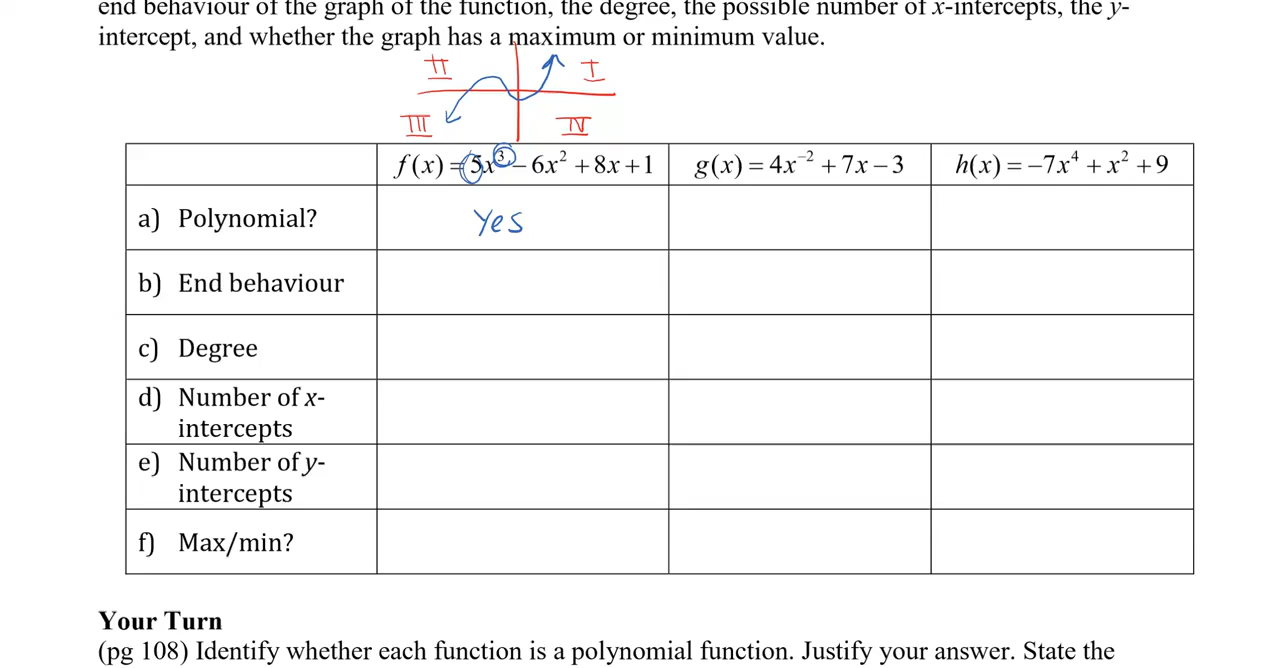 end behaviour of the graph of the function, the degree, the possible number of x-intercepts, the y-
intercept, and whether the graph has a maximum or minimum value.
II I
III IV
f(x) = 5x³ − 6x² + 8x + 1 g(x) = 4x⁻² + 7x − 3 h(x) = −7x⁴ + x² + 9
a) Polynomial? Yes
b) End behaviour
c) Degree
d) Number of x-
intercepts
e) Number of y-
intercepts
f) Max/min?
Your Turn
(pg 108) Identify whether each function is a polynomial function. Justify your answer. State the